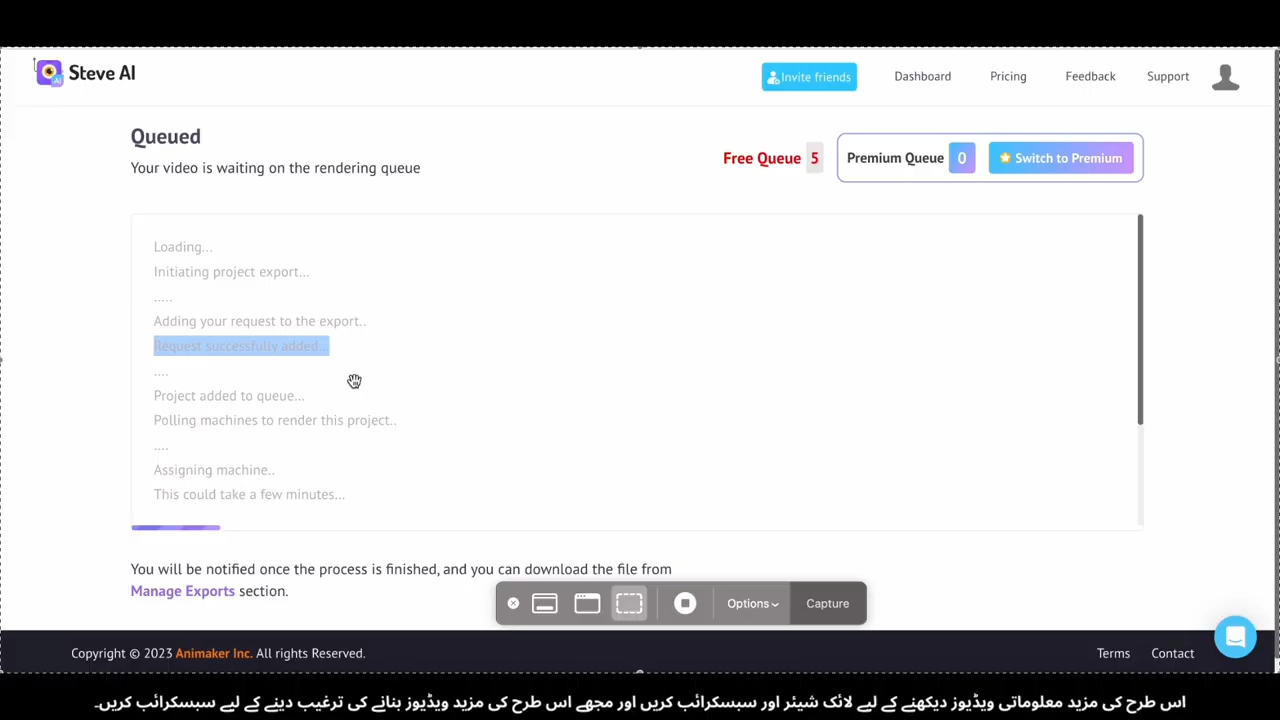 Steve AI
Invite friends
Dashboard
Pricing
Feedback
Support
Queued
Your video is waiting on the rendering queue
Free Queue 5
Premium Queue 0
Switch to Premium
Loading...
Initiating project export...
.....
Adding your request to the export..
Request successfully added...
....
Project added to queue...
Polling machines to render this project..
....
Assigning machine..
This could take a few minutes...
You will be notified once the process is finished, and you can download the file from
Manage Exports section.
Options
Capture
Copyright © 2023 Animaker Inc. All rights Reserved.
Terms
Contact
اس طرح کی مزید معلوماتی ویڈیوز دیکھنے کے لیے لائک شیئر اور سبسکرائب کریں اور مجھے اس طرح کی مزید ویڈیوز بنانے کی ترغیب دینے کے لیے سبسکرائب کریں۔